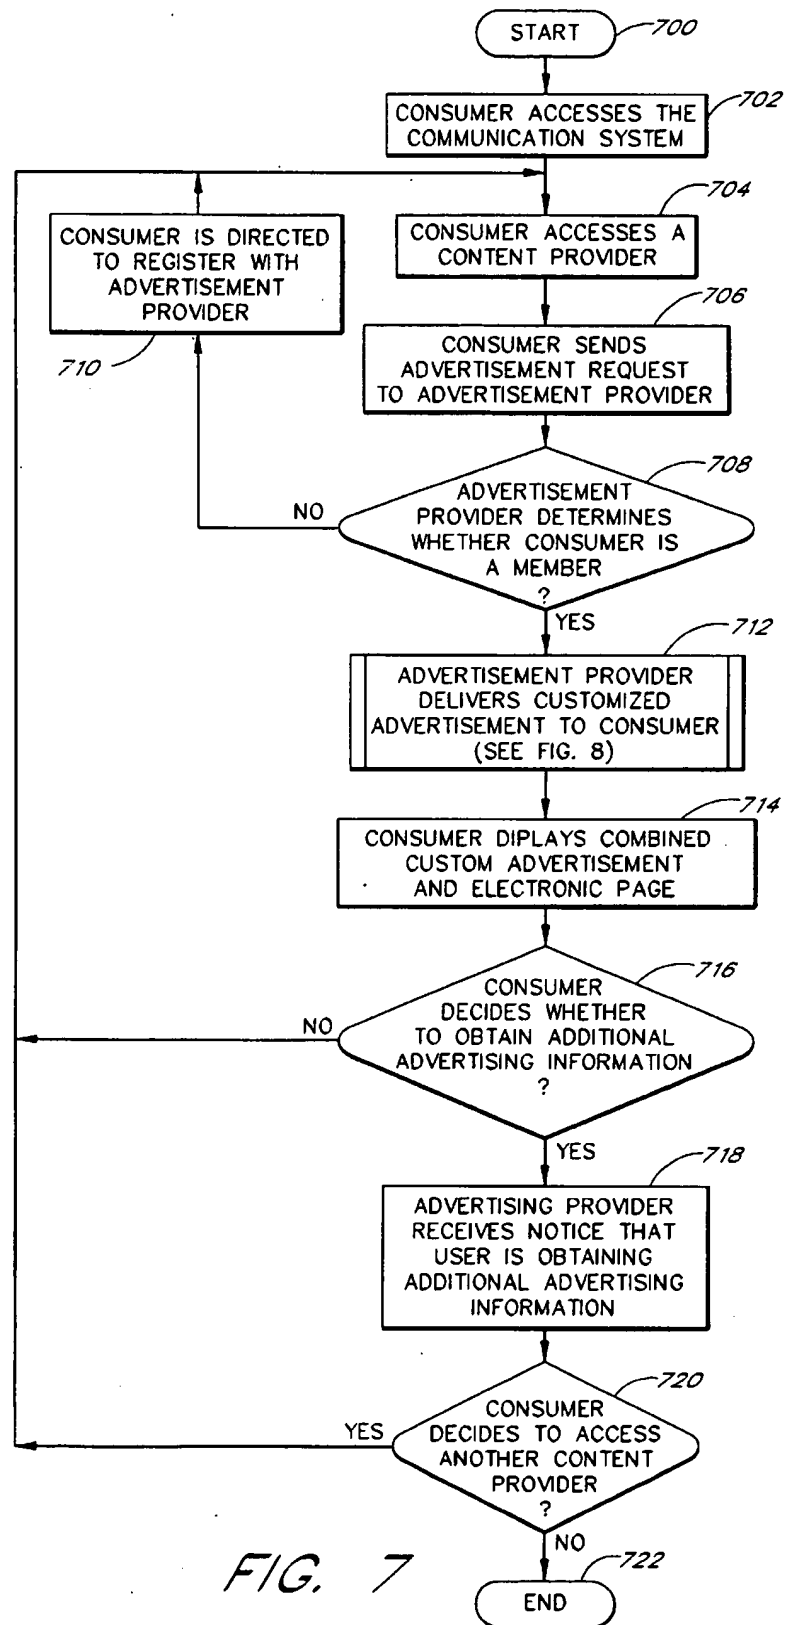 START
700
CONSUMER ACCESSES THE
COMMUNICATION SYSTEM
702
CONSUMER IS DIRECTED
TO REGISTER WITH
ADVERTISEMENT
PROVIDER
710
CONSUMER ACCESSES A
CONTENT PROVIDER
704
CONSUMER SENDS
ADVERTISEMENT REQUEST
TO ADVERTISEMENT PROVIDER
706
ADVERTISEMENT
PROVIDER DETERMINES
WHETHER CONSUMER IS
A MEMBER
?
708
NO
YES
ADVERTISEMENT PROVIDER
DELIVERS CUSTOMIZED
ADVERTISEMENT TO CONSUMER
(SEE FIG. 8)
712
CONSUMER DIPLAYS COMBINED
CUSTOM ADVERTISEMENT
AND ELECTRONIC PAGE
714
CONSUMER
DECIDES WHETHER
TO OBTAIN ADDITIONAL
ADVERTISING INFORMATION
?
716
NO
YES
ADVERTISING PROVIDER
RECEIVES NOTICE THAT
USER IS OBTAINING
ADDITIONAL ADVERTISING
INFORMATION
718
CONSUMER
DECIDES TO ACCESS
ANOTHER CONTENT
PROVIDER
?
720
YES
NO
END
722
FIG. 7